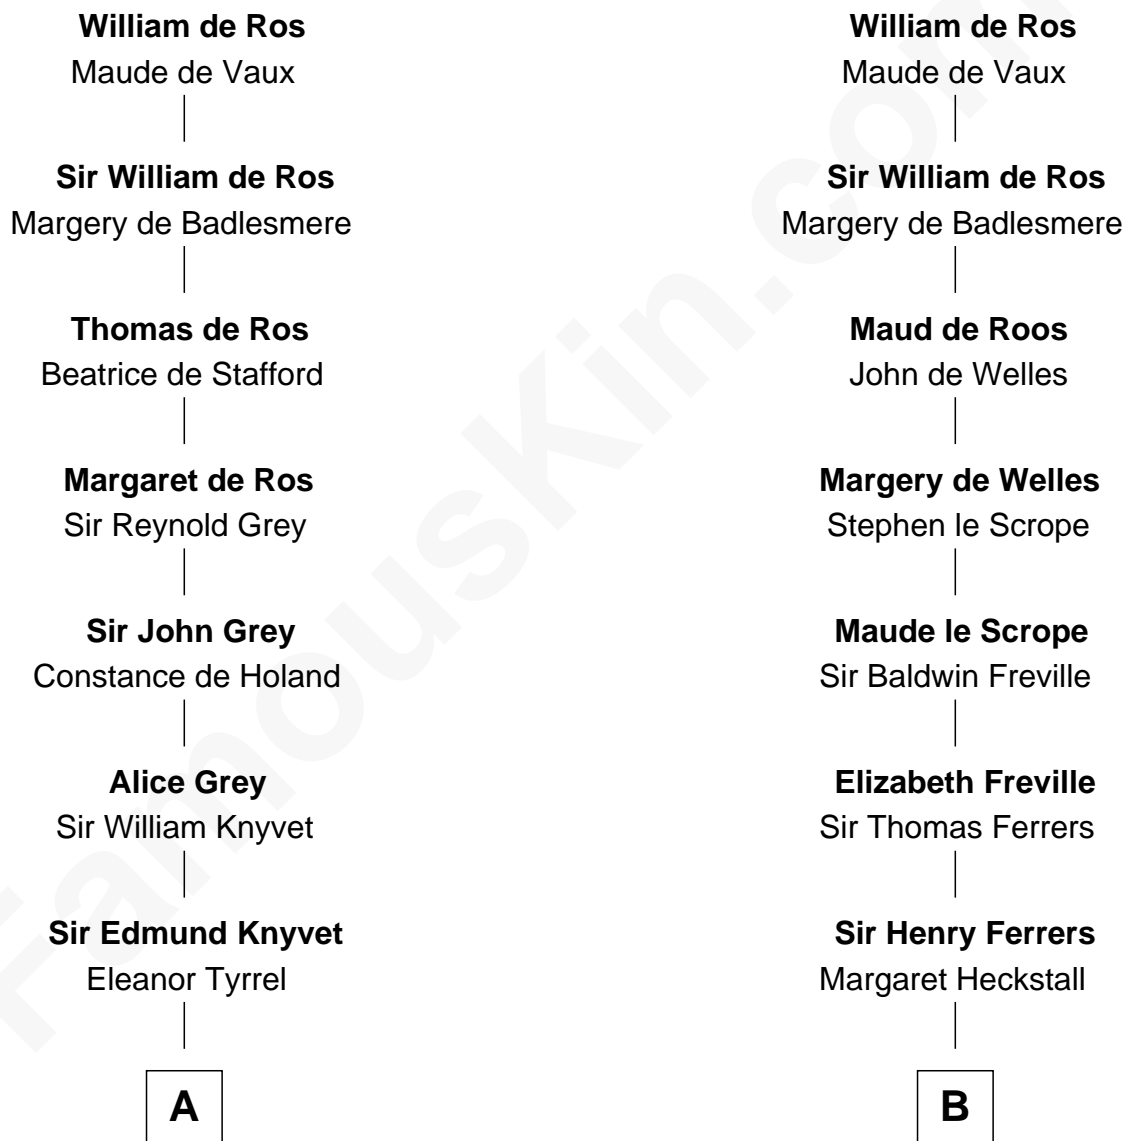 William de Ros
Maude de Vaux
Sir William de Ros
Margery de Badlesmere
Thomas de Ros
Beatrice de Stafford
Margaret de Ros
Sir Reynold Grey
Sir John Grey
Constance de Holand
Alice Grey
Sir William Knyvet
Sir Edmund Knyvet
Eleanor Tyrrel
A
William de Ros
Maude de Vaux
Sir William de Ros
Margery de Badlesmere
Maud de Roos
John de Welles
Margery de Welles
Stephen le Scrope
Maude le Scrope
Sir Baldwin Freville
Elizabeth Freville
Sir Thomas Ferrers
Sir Henry Ferrers
Margaret Heckstall
B
FamousKin.com